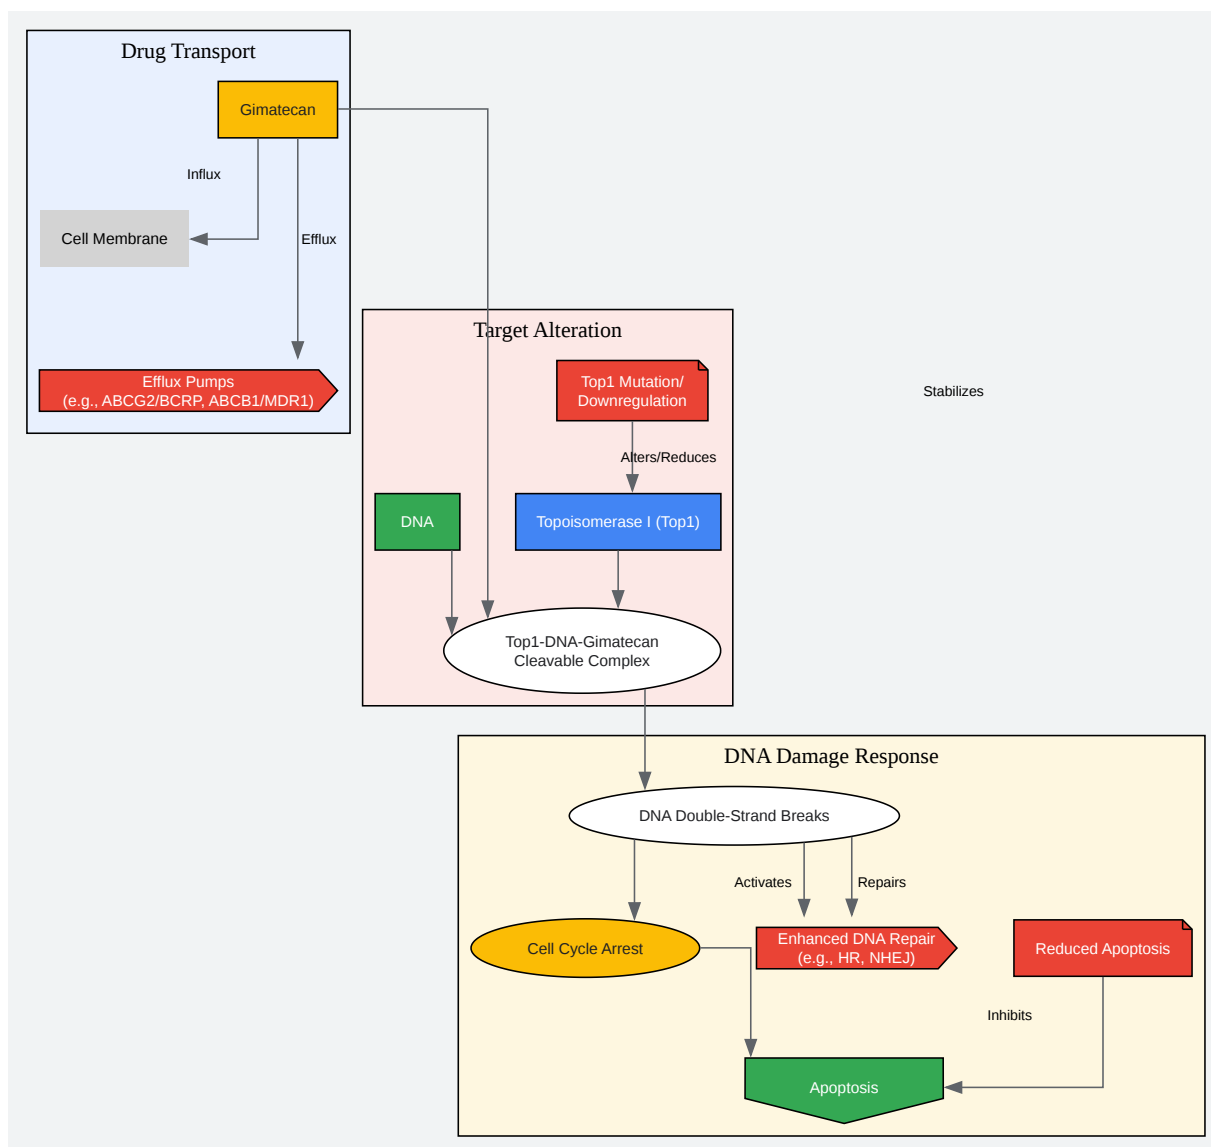 Drug Transport
Gimatecan
Influx
Cell Membrane
Efflux
Efflux Pumps
(e.g., ABCG2/BCRP, ABCB1/MDR1)
Target Alteration
Top1 Mutation/
Downregulation
Stabilizes
Alters/Reduces
DNA
Topoisomerase I (Top1)
Top1-DNA-Gimatecan
Cleavable Complex
DNA Damage Response
DNA Double-Strand Breaks
Activates
Repairs
Cell Cycle Arrest
Enhanced DNA Repair
(e.g., HR, NHEJ)
Reduced Apoptosis
Inhibits
Apoptosis